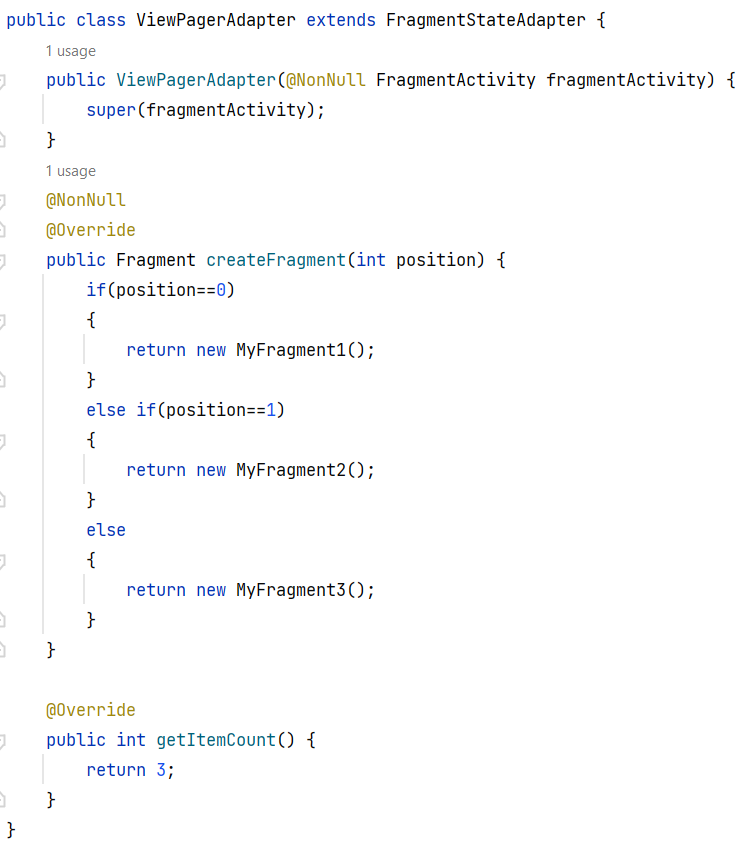 public class ViewPagerAdapter extends FragmentStateAdapter {
1 usage
public ViewPagerAdapter(@NonNull FragmentActivity fragmentActivity) {
super(fragmentActivity);
}
1 usage
@NonNull
@Override
public Fragment createFragment(int position) {
if(position==0)
{
return new MyFragment1();
}
else if(position==1)
{
return new MyFragment2();
}
else
{
return new MyFragment3();
}
}
@Override
public int getItemCount() {
return 3;
}
}